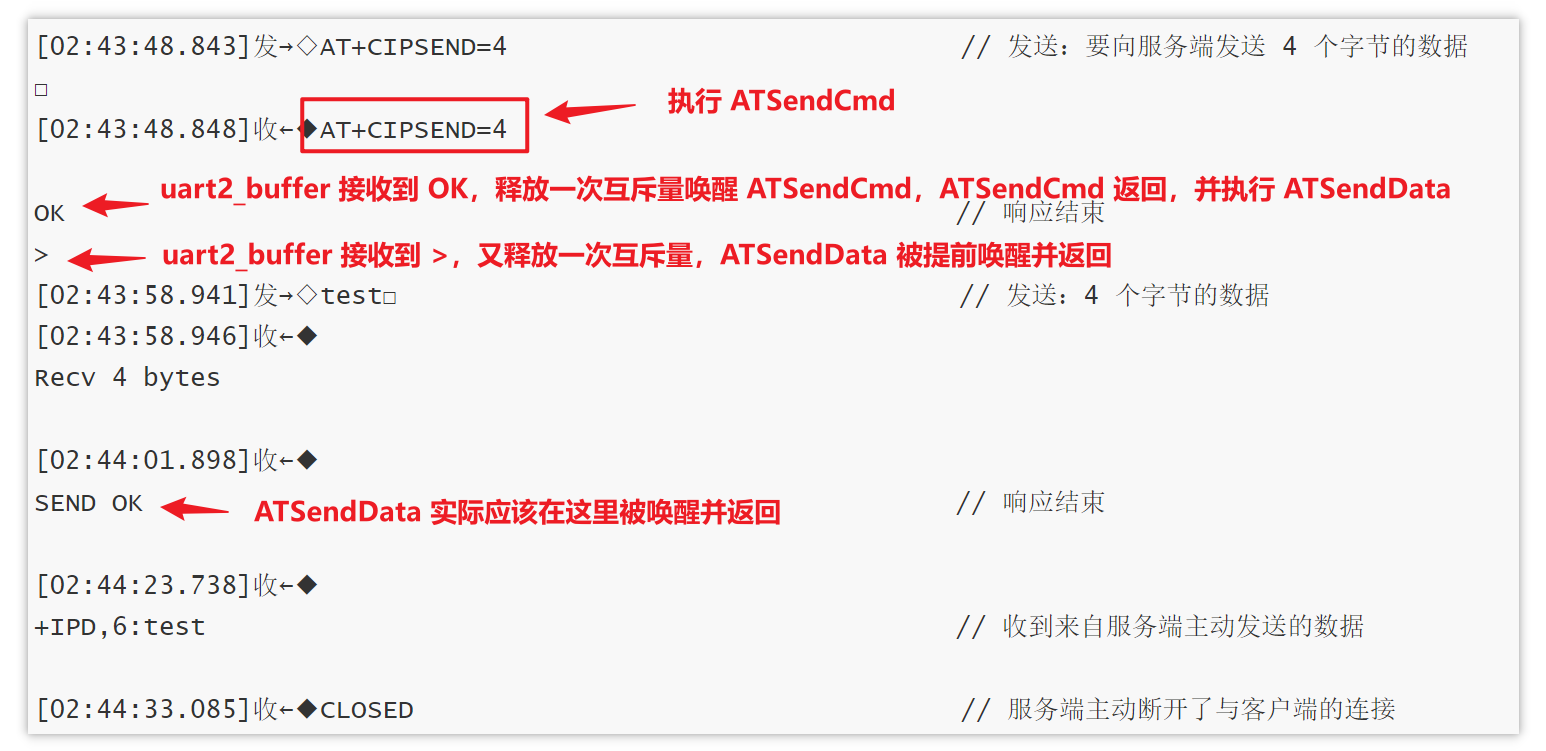 [02:43:48.843]发→◇AT+CIPSEND=4 // 发送：要向服务端发送 4 个字节的数据
□
执行 ATSendCmd
[02:43:48.848]收←◆AT+CIPSEND=4
uart2_buffer 接收到 OK，释放一次互斥量唤醒 ATSendCmd，ATSendCmd 返回，并执行 ATSendData
OK // 响应结束
> uart2_buffer 接收到 >，又释放一次互斥量，ATSendData 被提前唤醒并返回
[02:43:58.941]发→◇test□ // 发送：4 个字节的数据
[02:43:58.946]收←◆
Recv 4 bytes
[02:44:01.898]收←◆
SEND OK ATSendData 实际应该在这里被唤醒并返回 // 响应结束
[02:44:23.738]收←◆
+IPD,6:test // 收到来自服务端主动发送的数据
[02:44:33.085]收←◆CLOSED // 服务端主动断开了与客户端的连接